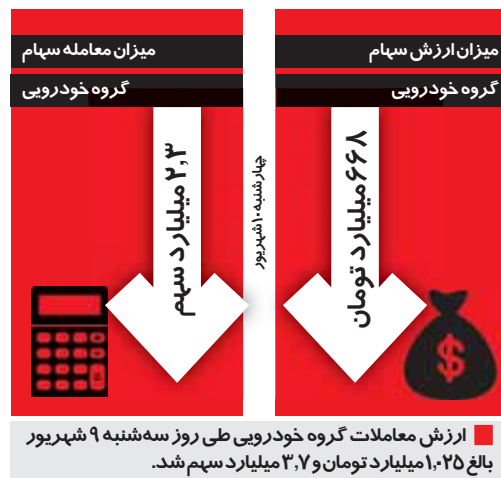 میزان ارزش سهام
گروه خودرویی
۶۶۸ میلیارد تومان
چهارشنبه ۱۰ شهریور
میزان معامله سهام
گروه خودرویی
۲,۳ میلیارد سهم
$
ارزش معاملات گروه خودرویی طی روز سه‌شنبه ۹ شهریور
بالغ ۱,۰۲۵ میلیارد تومان و ۳,۷ میلیارد سهم شد.